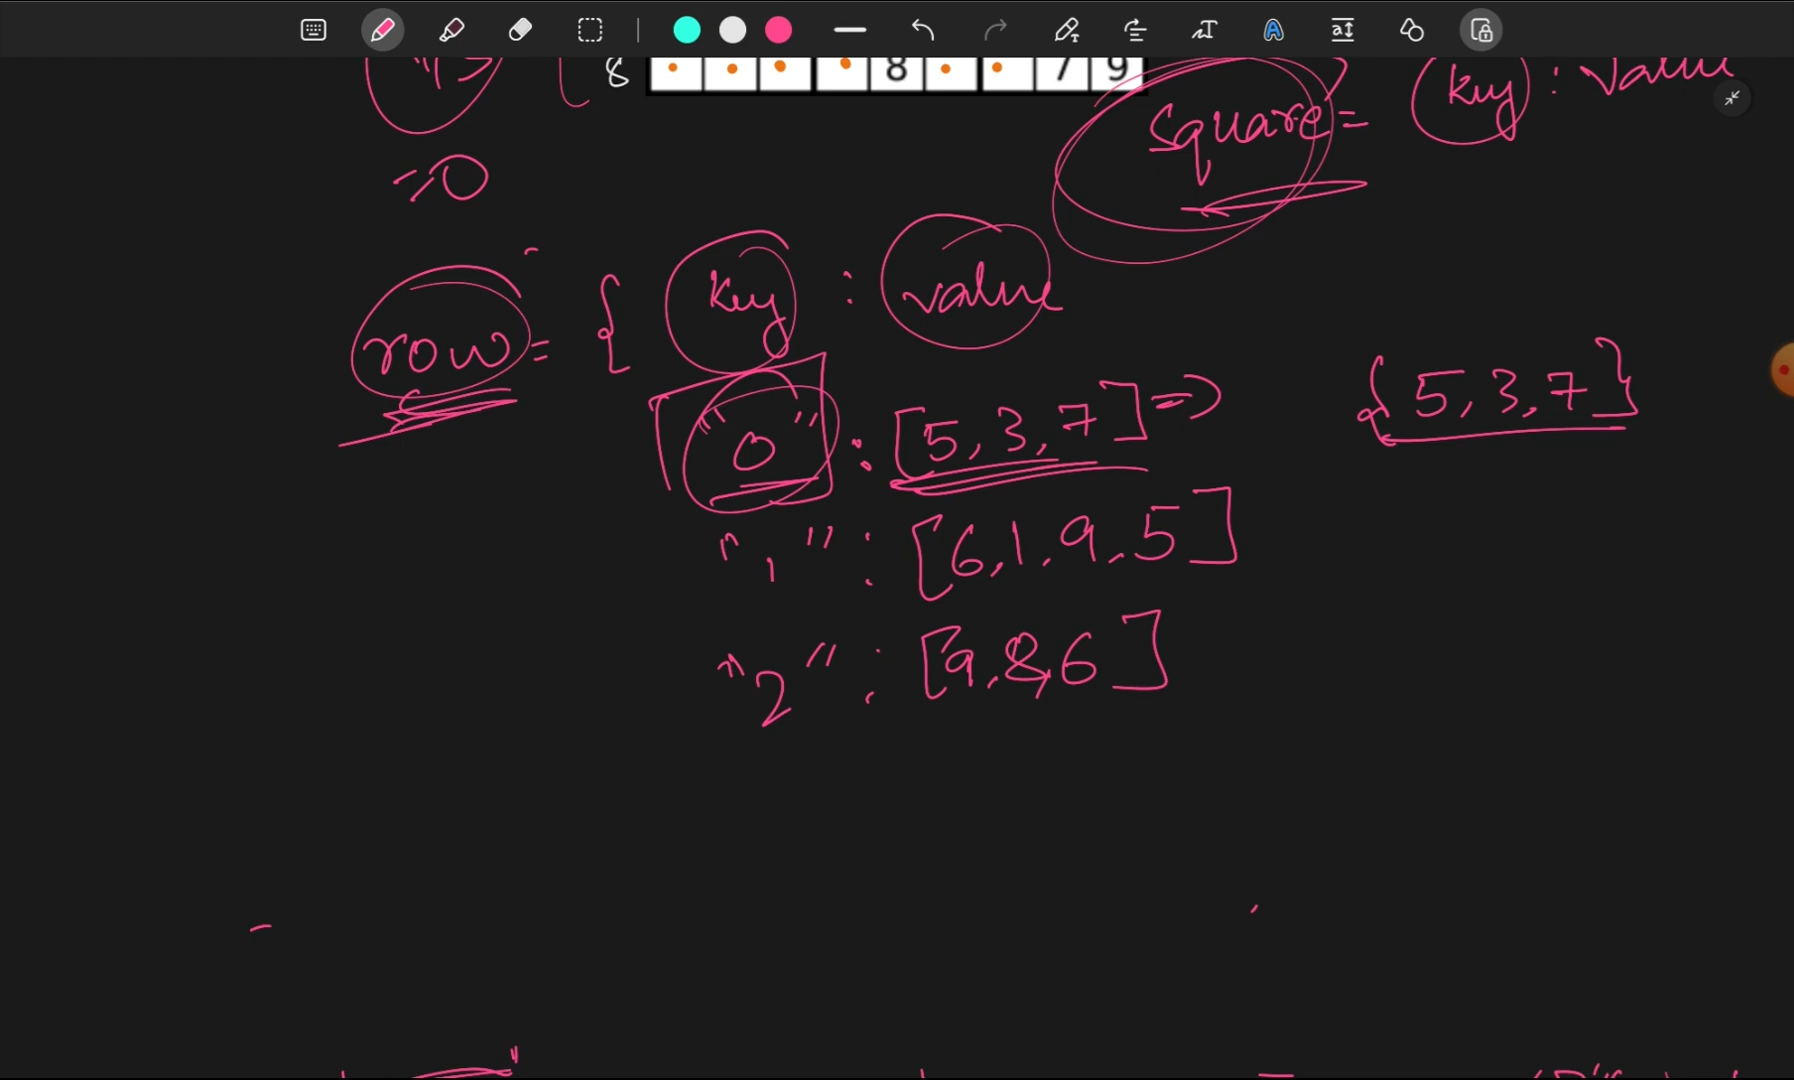 8 8 7 9
square = key : value
=0
row = { key : value
"0" : [5,3,7] => {5,3,7}
"1" : [6,1,9,5]
"2" : [9,8,6]